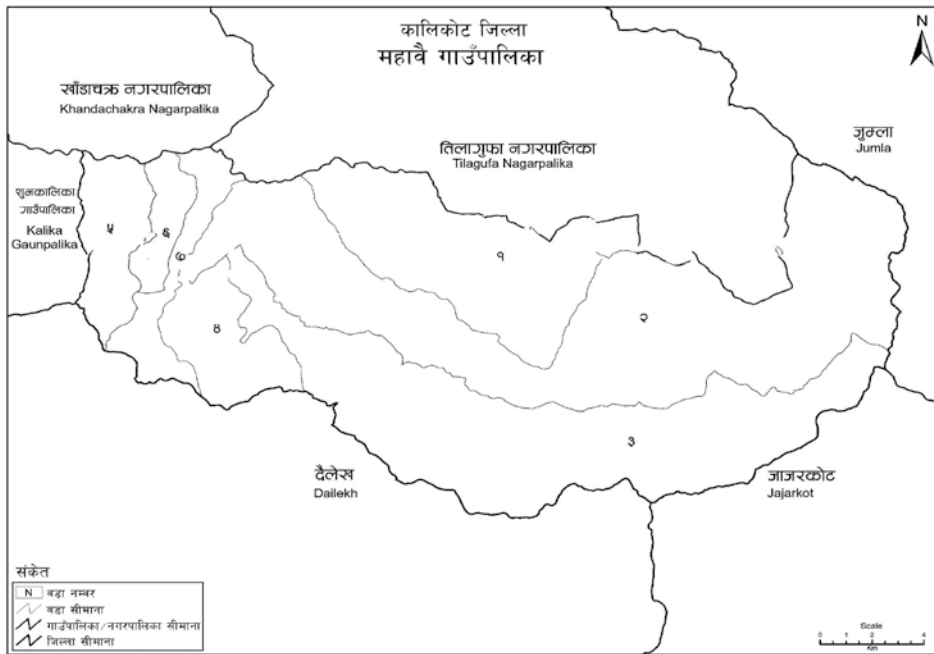 कालिकोट जिल्ला
महावै गाउँपालिका
N
खाँडाचक्र नगरपालिका
Khandachakra Nagarpalika
तिलागुफा नगरपालिका
Tilagufa Nagarpalika
जुम्ला
Jumla
शुभकालिका
गाउँपालिका
Kalika
Gaunpalika
५
६
७
१
२
४
३
दैलेख
Dailekh
जाजरकोट
Jajarkot
संकेत
N वडा नम्बर
वडा सीमाना
गाउँपालिका/नगरपालिका सीमाना
जिल्ला सीमाना
Scale
0 1 2 4
Km